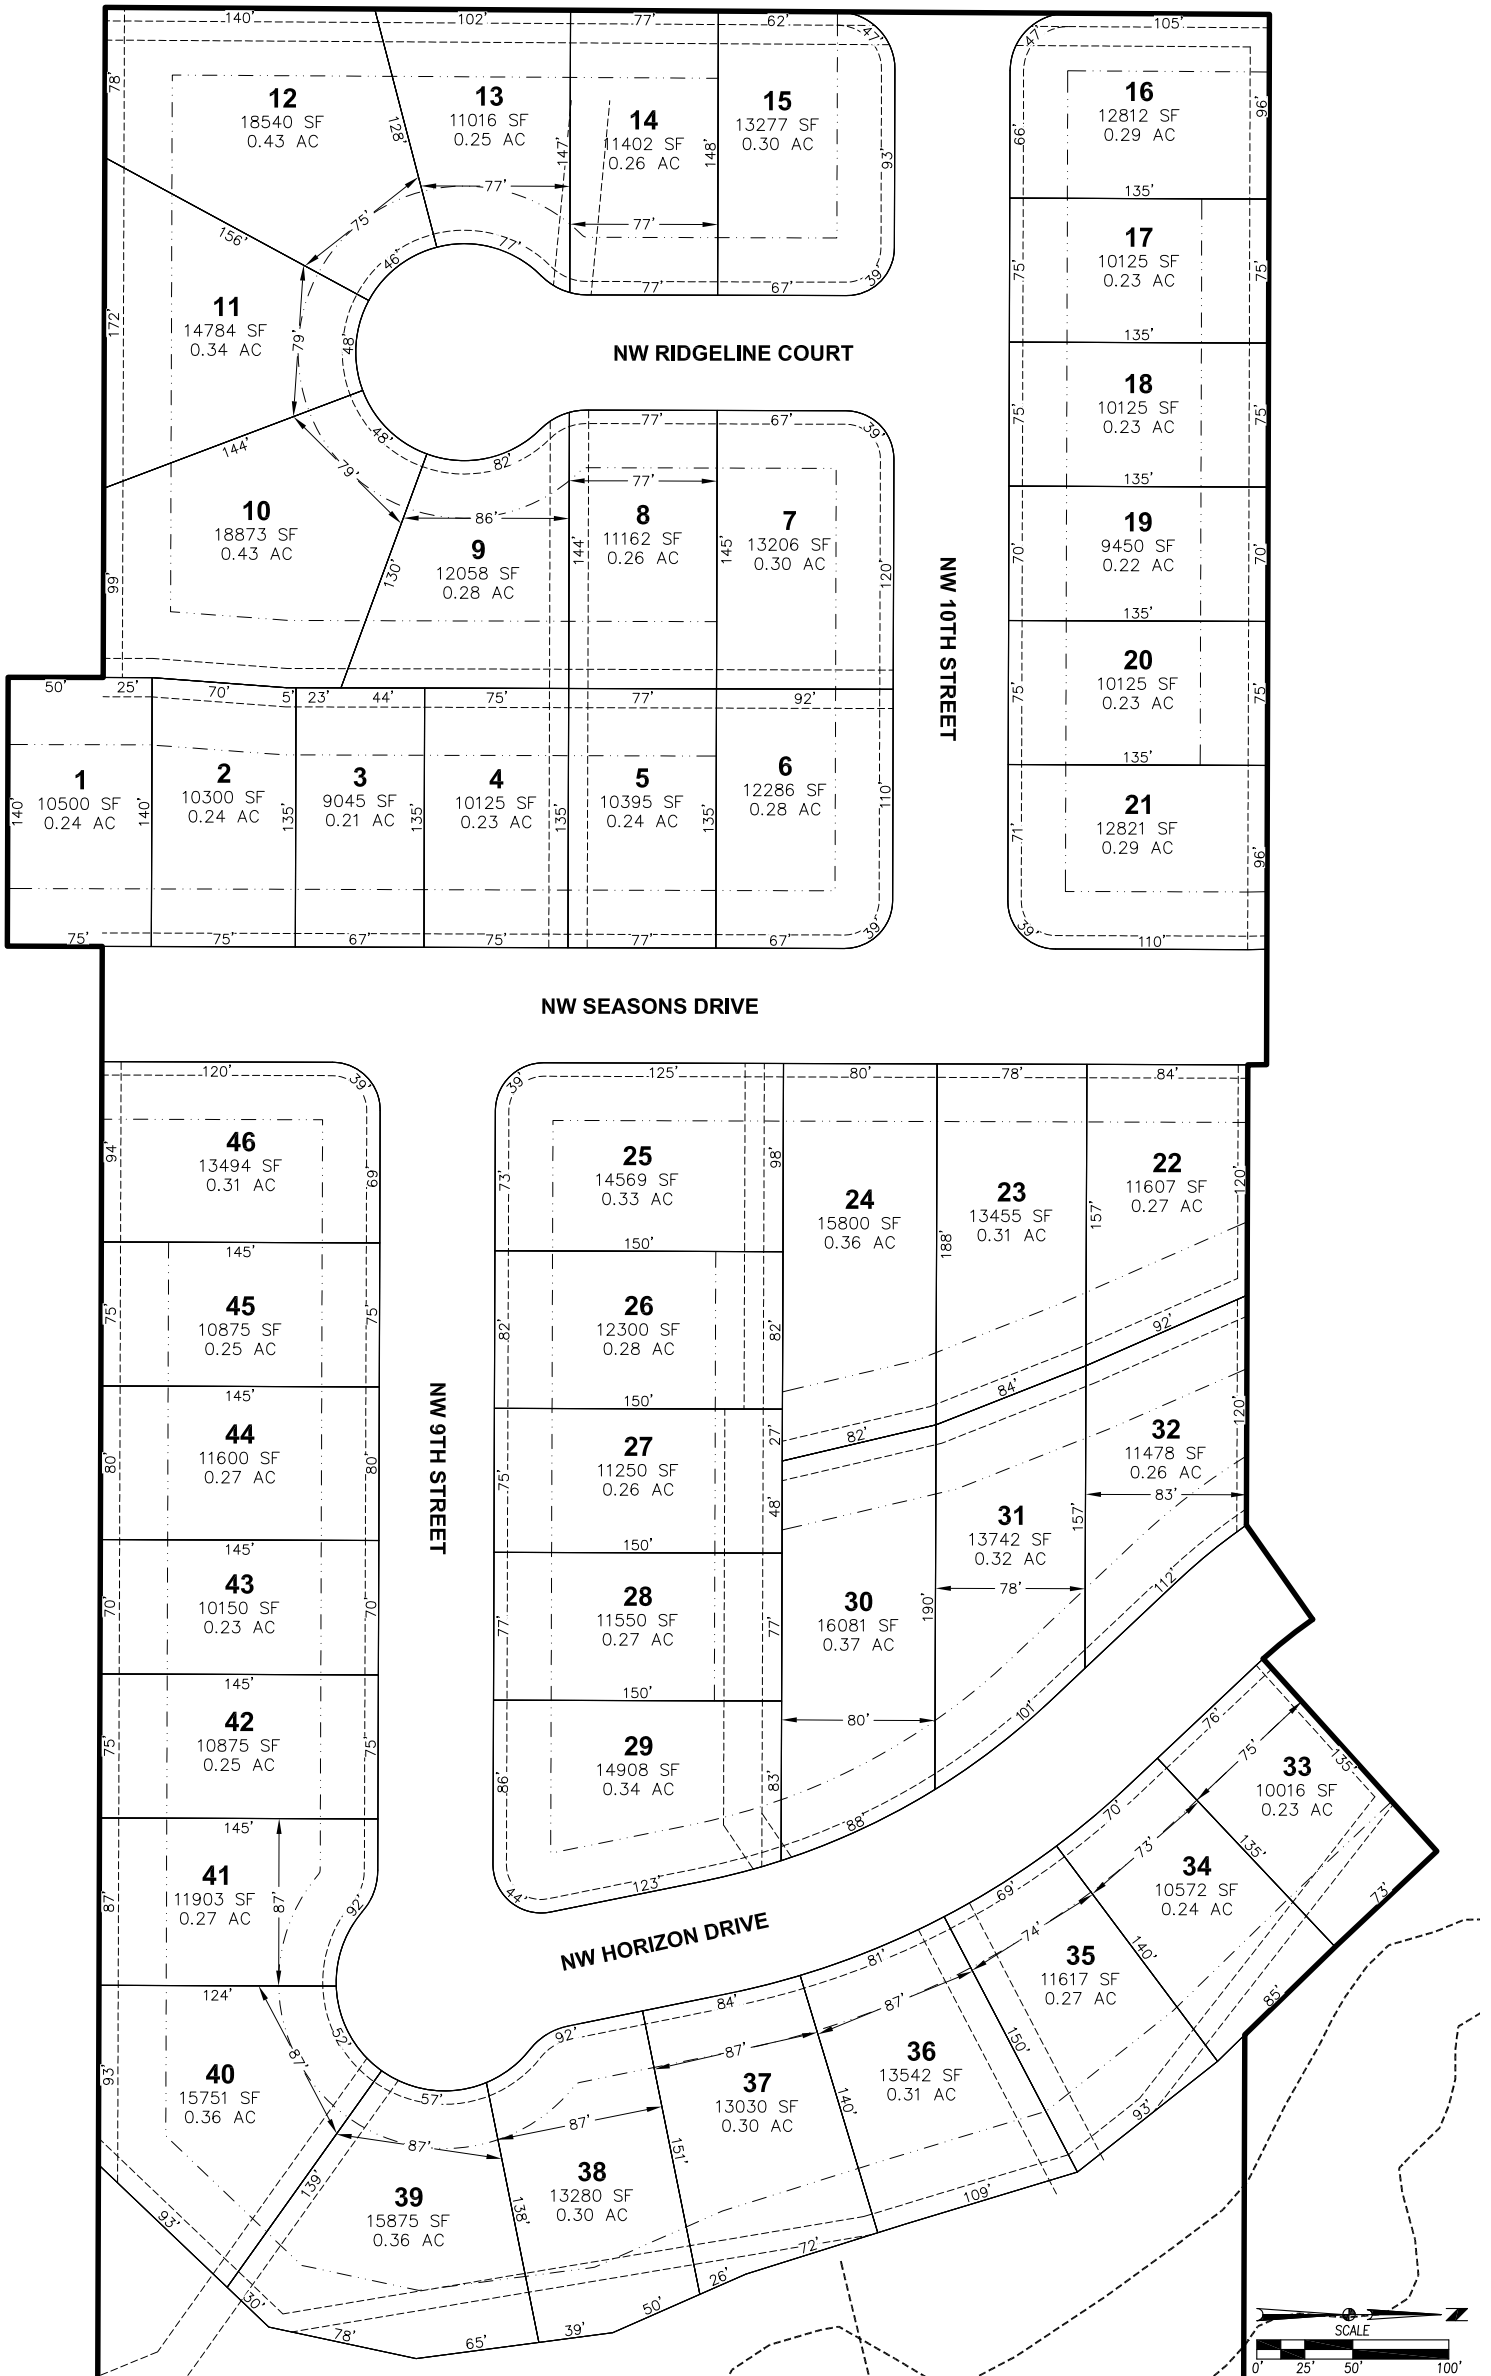 140'
102'
77'
62'
47'
47'
105'
78'
128'
147'
148'
93'
66'
96'
12
18540 SF
0.43 AC
13
11016 SF
0.25 AC
14
11402 SF
0.26 AC
15
13277 SF
0.30 AC
16
12812 SF
0.29 AC
135'
77'
75'
77'
156'
46'
77'
77'
67'
39'
17
10125 SF
0.23 AC
75'
75'
135'
11
14784 SF
0.34 AC
172'
79'
48'
NW RIDGELINE COURT
18
10125 SF
0.23 AC
75'
75'
135'
144'
48'
79'
82'
77'
67'
39'
77'
86'
10
18873 SF
0.43 AC
99'
130'
9
12058 SF
0.28 AC
144'
8
11162 SF
0.26 AC
145'
7
13206 SF
0.30 AC
120'
NW 10TH STREET
19
9450 SF
0.22 AC
70'
70'
135'
20
10125 SF
0.23 AC
75'
75'
135'
50'
25'
70'
5'
23'
44'
75'
77'
92'
1
10500 SF
0.24 AC
140'
140'
2
10300 SF
0.24 AC
135'
3
9045 SF
0.21 AC
135'
4
10125 SF
0.23 AC
135'
5
10395 SF
0.24 AC
135'
6
12286 SF
0.28 AC
110'
21
12821 SF
0.29 AC
71'
96'
75'
75'
67'
75'
77'
67'
39'
39'
110'
NW SEASONS DRIVE
120'
39'
39'
125'
80'
78'
84'
46
13494 SF
0.31 AC
94'
69'
145'
25
14569 SF
0.33 AC
73'
98'
150'
24
15800 SF
0.36 AC
188'
23
13455 SF
0.31 AC
157'
22
11607 SF
0.27 AC
120'
45
10875 SF
0.25 AC
75'
75'
145'
26
12300 SF
0.28 AC
82'
82'
150'
92'
84'
82'
44
11600 SF
0.27 AC
80'
80'
145'
NW 9TH STREET
27
11250 SF
0.26 AC
75'
27'
48'
150'
32
11478 SF
0.26 AC
120'
83'
31
13742 SF
0.32 AC
157'
78'
112'
43
10150 SF
0.23 AC
70'
70'
145'
28
11550 SF
0.27 AC
77'
77'
150'
30
16081 SF
0.37 AC
190'
80'
101'
88'
42
10875 SF
0.25 AC
75'
75'
145'
29
14908 SF
0.34 AC
86'
83'
44'
123'
76'
75'
135'
33
10016 SF
0.23 AC
73'
41
11903 SF
0.27 AC
87'
87'
92'
124'
NW HORIZON DRIVE
70'
73'
135'
34
10572 SF
0.24 AC
85'
69'
74'
140'
35
11617 SF
0.27 AC
93'
40
15751 SF
0.36 AC
93'
87'
52'
139'
93'
57'
87'
92'
84'
81'
87'
87'
87'
150'
36
13542 SF
0.31 AC
140'
109'
37
13030 SF
0.30 AC
151'
72'
26'
38
13280 SF
0.30 AC
138'
50'
39'
39
15875 SF
0.36 AC
30'
78'
65'
Z
SCALE
0' 25' 50' 100'